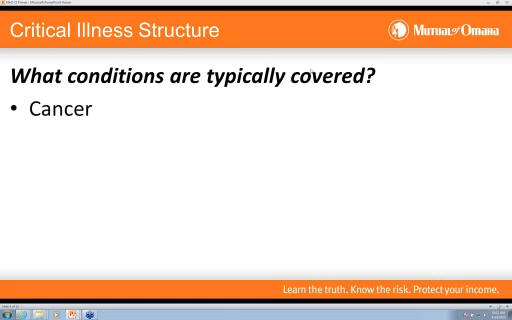 Critical Illness Structure
Mutual of Omaha
What conditions are typically covered?
• Cancer
Learn the truth. Know the risk. Protect your income.